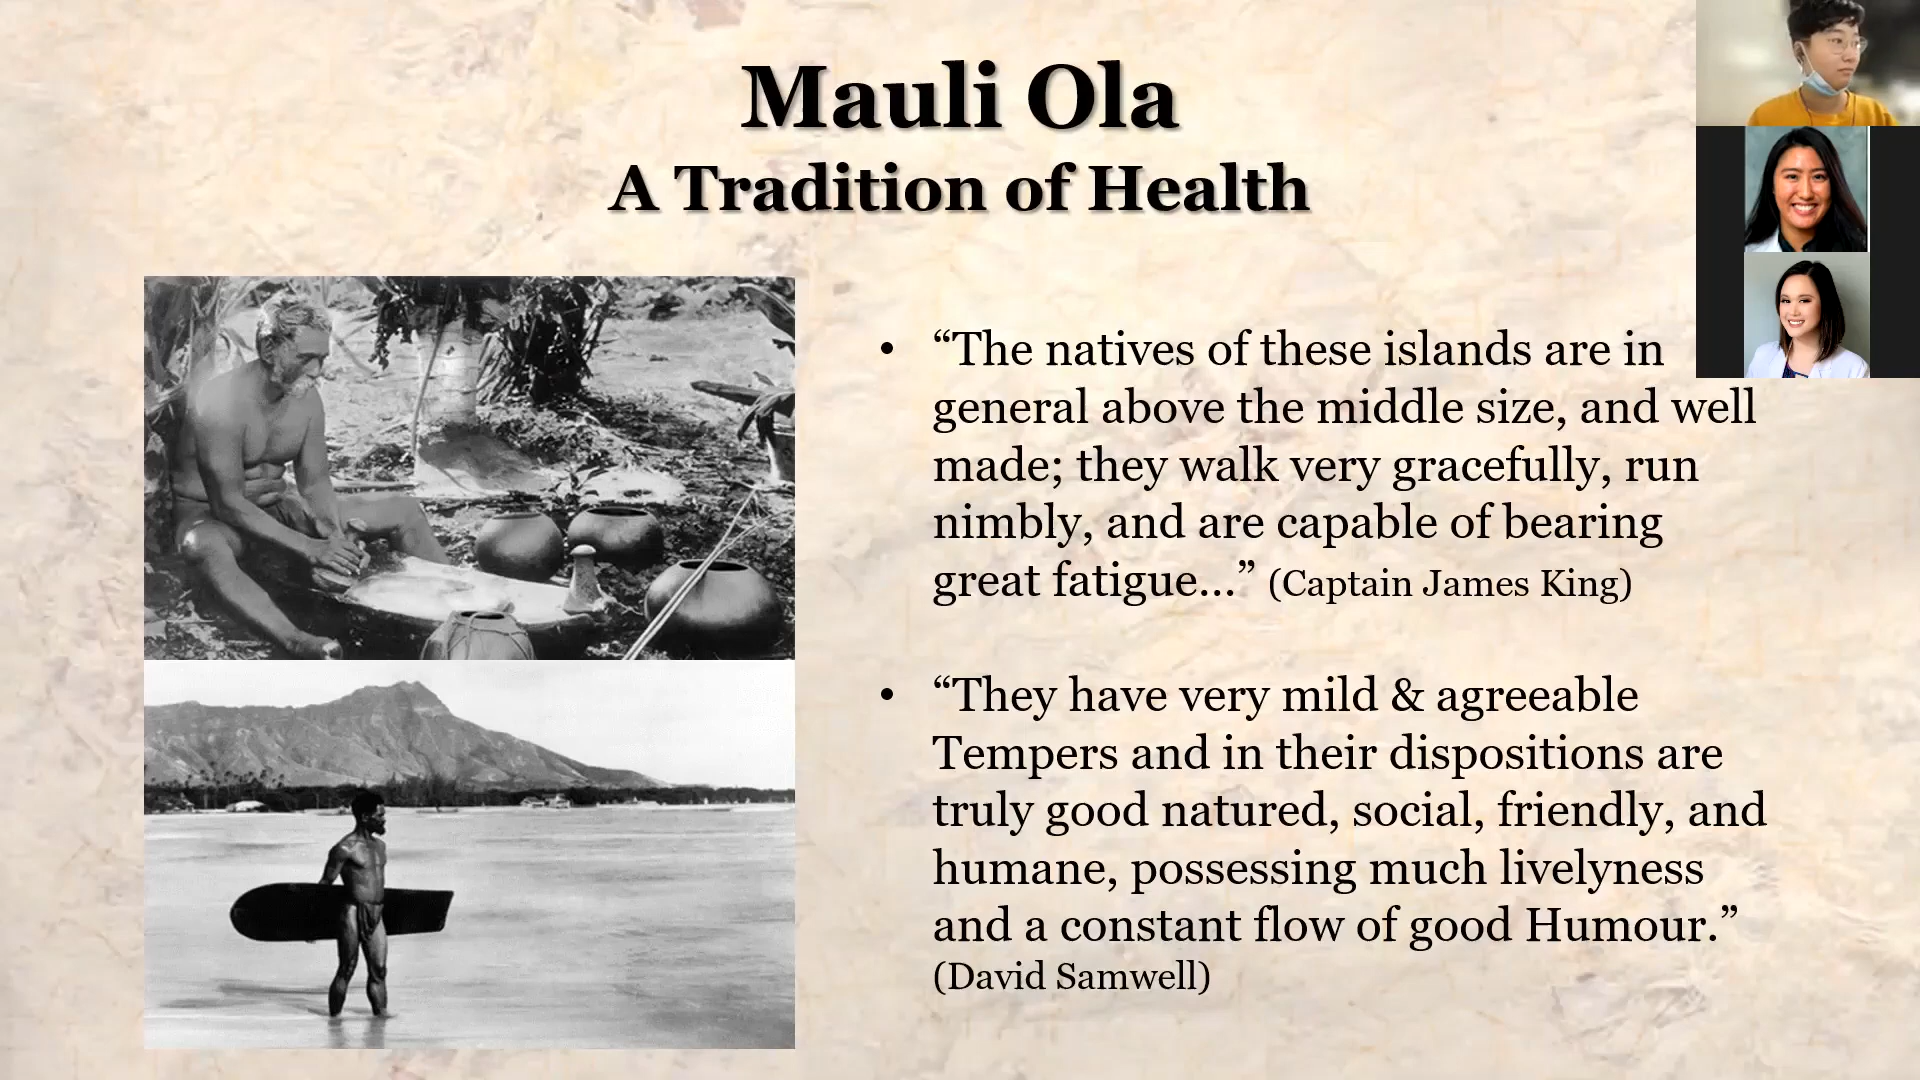 Mauli Ola
A Tradition of Health
• “The natives of these islands are in
general above the middle size, and well
made; they walk very gracefully, run
nimbly, and are capable of bearing
great fatigue…” (Captain James King)
• “They have very mild & agreeable
Tempers and in their dispositions are
truly good natured, social, friendly, and
humane, possessing much livelyness
and a constant flow of good Humour.”
(David Samwell)